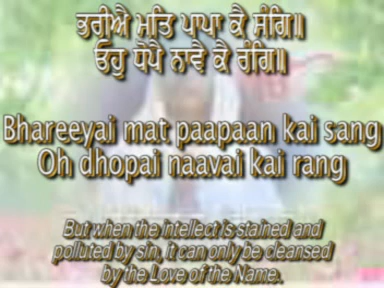 ਭਰੀਐ ਮਤਿ ਪਾਪਾ ਕੈ ਸੰਗਿ॥
ਓਹੁ ਧੋਪੈ ਨਾਵੈ ਕੈ ਰੰਗਿ॥
Bhareeyai mat paapaan kai sang
Oh dhopai naavai kai rang
But when the intellect is stained and
polluted by sin, it can only be cleansed
by the Love of the Name.